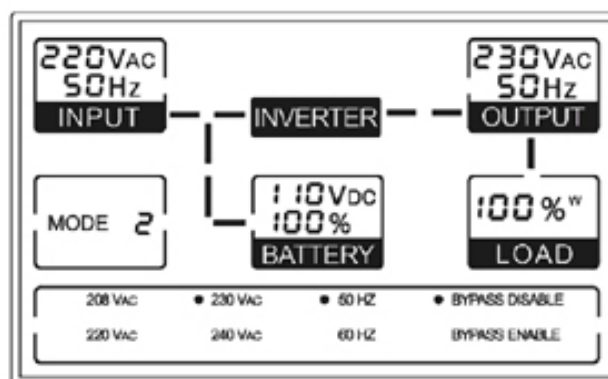 220VAC 230VAC
50HZ 50HZ
INPUT INVERTER OUTPUT
MODE 2 110VDC 100%W
100%
BATTERY LOAD
208 VAC • 230 VAC • 50 HZ • BYPASS DISABLE
220 VAC 240 VAC 60 HZ BYPASS ENABLE